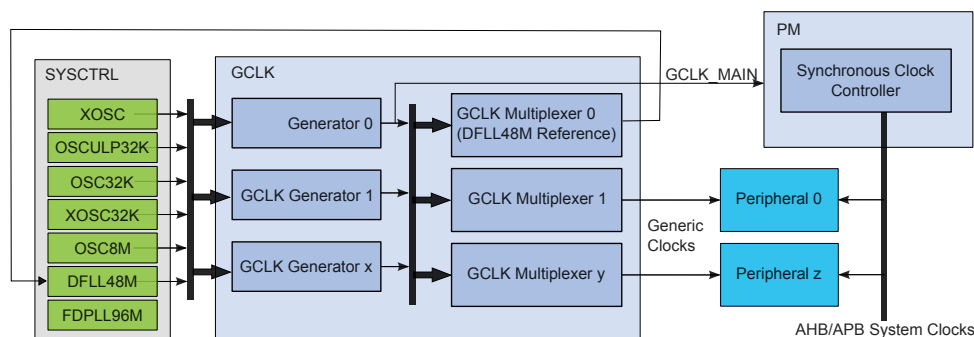 PM
SYSCTRL
GCLK
GCLK_MAIN
Synchronous Clock
Controller
XOSC
OSCULP32K
OSC32K
XOSC32K
OSC8M
DFLL48M
FDPLL96M
Generator 0
GCLK Generator 1
GCLK Generator x
GCLK Multiplexer 0
(DFLL48M Reference)
GCLK Multiplexer 1
GCLK Multiplexer y
Generic
Clocks
Peripheral 0
Peripheral z
AHB/APB System Clocks